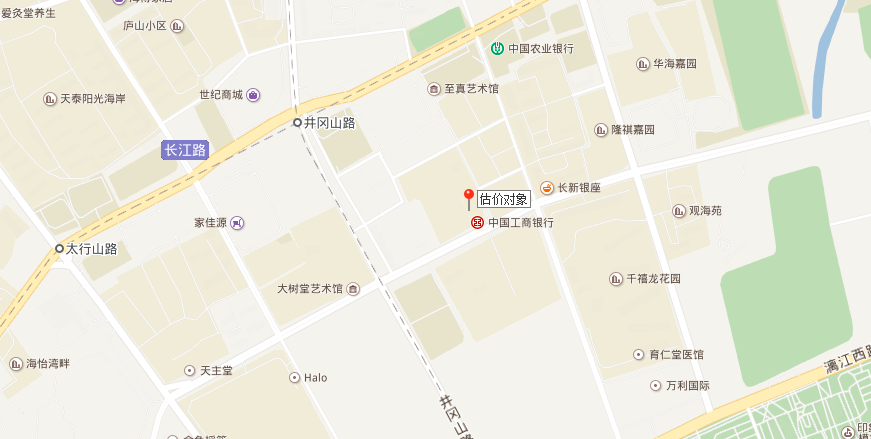 爱灸堂养生
庐山小区
中国农业银行
华海嘉园
天泰阳光海岸
世纪商城
至真艺术馆
井冈山路
隆祺嘉园
长江路
长新银座
估价对象
家佳源
中国工商银行
观海苑
太行山路
千禧龙花园
大树堂艺术馆
育仁堂医馆
海怡湾畔
天主堂
Halo
万利国际
漓江西路
井冈山路